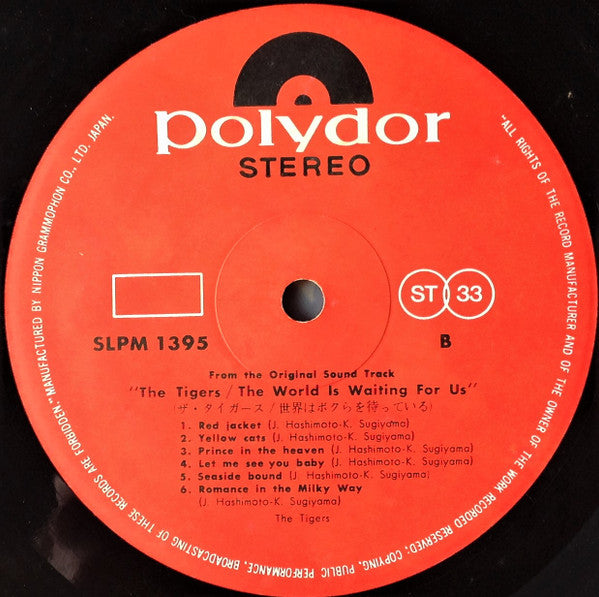 polydor
STEREO
ST 33
SLPM 1395
B
From the Original Sound Track
"The Tigers / The World Is Waiting For Us"
(ザ・タイガース / 世界はボクらを待っている)
1. Red jacket (J. Hashimoto-K. Sugiyama)
2. Yellow cats (J. Hashimoto-K. Sugiyama)
3. Prince in the heaven (J. Hashimoto-K. Sugiyama)
4. Let me see you baby (J. Hashimoto-K. Sugiyama)
5. Seaside bound (J. Hashimoto-K. Sugiyama)
6. Romance in the Milky Way
(J. Hashimoto-K. Sugiyama)
The Tigers
"ALL RIGHTS OF THE RECORD MANUFACTURER AND OF THE OWNER OF THE WORK RECORDED RESERVED. COPYING, PUBLIC PERFORMANCE, BROADCASTING OF THESE RECORDS ARE FORBIDDEN." MANUFACTURED BY NIPPON GRAMMOPHON CO., LTD. JAPAN.